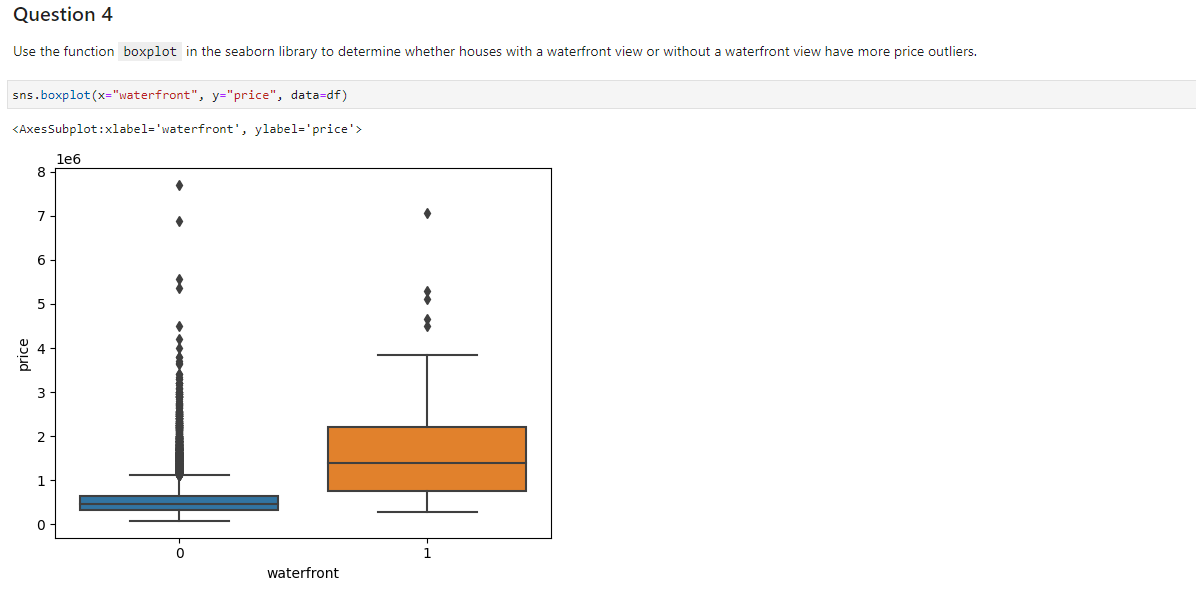 Question 4
Use the function boxplot in the seaborn library to determine whether houses with a waterfront view or without a waterfront view have more price outliers.
sns.boxplot(x="waterfront", y="price", data=df)
<AxesSubplot:xlabel='waterfront', ylabel='price'>
1e6
8
7
6
5
4
3
2
1
0
price
0 1
waterfront